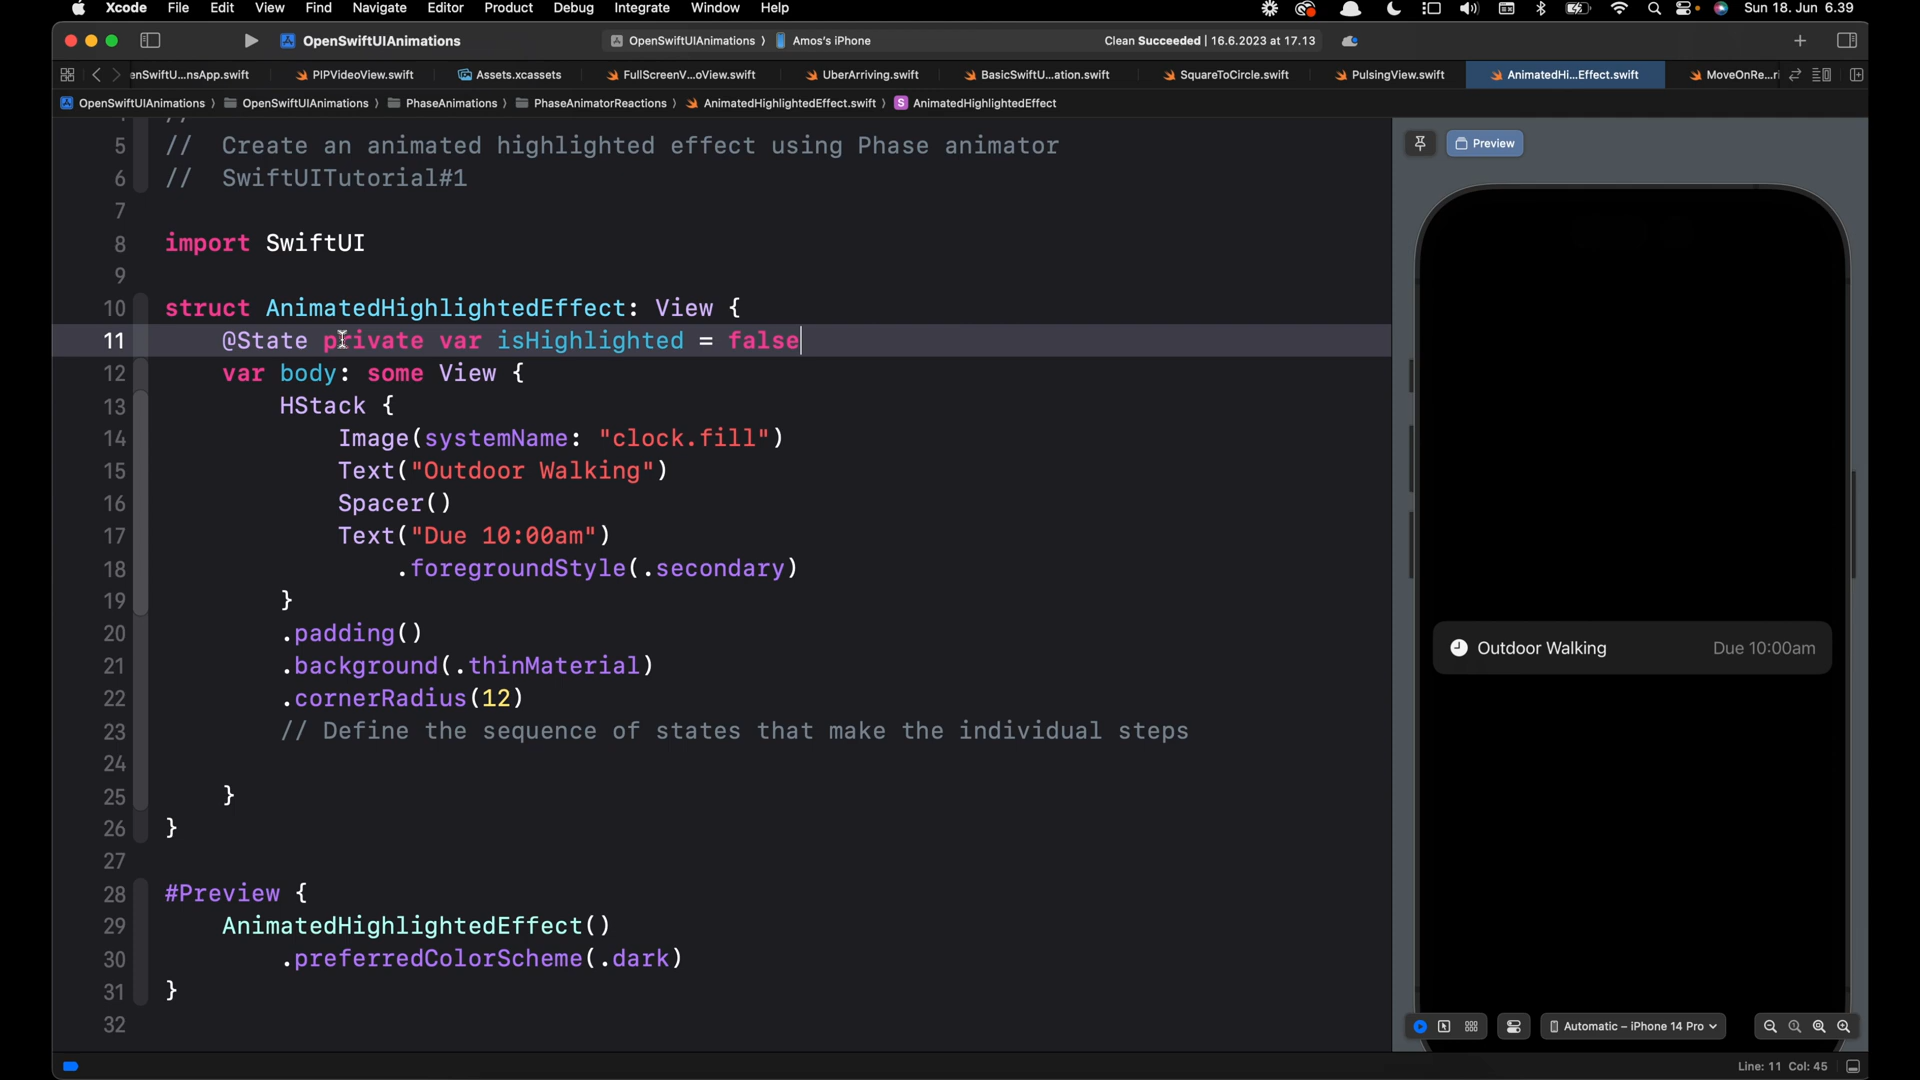 Xcode File Edit View Find Navigate Editor Product Debug Integrate Window Help Sun 18. Jun 6.39
OpenSwiftUIAnimations OpenSwiftUIAnimations 〉 Amos's iPhone Clean Succeeded | 16.6.2023 at 17.13
enSwiftU...nsApp.swift PIPVideoView.swift Assets.xcassets FullScreenV...oView.swift UberArriving.swift BasicSwiftU...ation.swift SquareToCircle.swift PulsingView.swift AnimatedHi...Effect.swift MoveOnRe...ri
OpenSwiftUIAnimations 〉 OpenSwiftUIAnimations 〉 PhaseAnimations 〉 PhaseAnimatorReactions 〉 AnimatedHighlightedEffect.swift 〉 S AnimatedHighlightedEffect
5 // Create an animated highlighted effect using Phase animator
6 // SwiftUITutorial#1
7
8 import SwiftUI
9
10 struct AnimatedHighlightedEffect: View {
11 @State private var isHighlighted = false
12 var body: some View {
13 HStack {
14 Image(systemName: "clock.fill")
15 Text("Outdoor Walking")
16 Spacer()
17 Text("Due 10:00am")
18 .foregroundStyle(.secondary)
19 }
20 .padding()
21 .background(.thinMaterial)
22 .cornerRadius(12)
23 // Define the sequence of states that make the individual steps
24
25 }
26 }
27
28 #Preview {
29 AnimatedHighlightedEffect()
30 .preferredColorScheme(.dark)
31 }
32
Preview
Outdoor Walking Due 10:00am
Automatic – iPhone 14 Pro
Line: 11 Col: 45